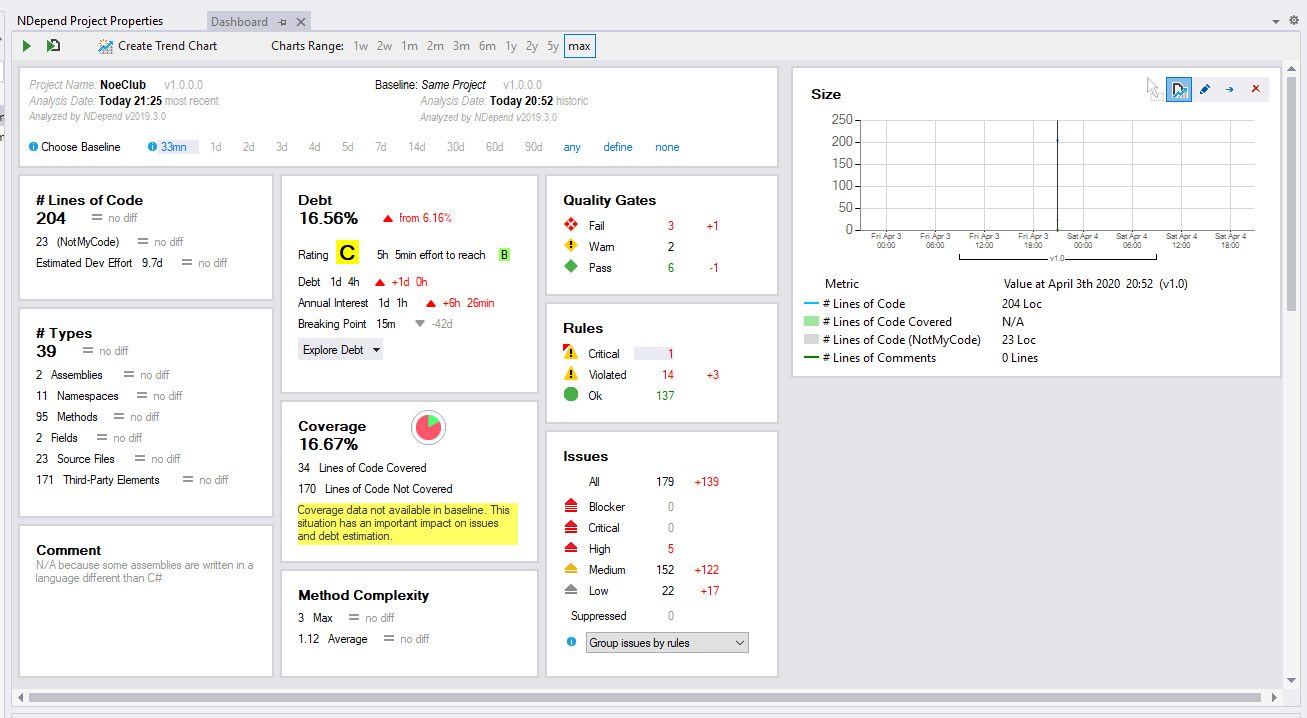 NDepend Project Properties
Dashboard
Create Trend Chart Charts Range: 1w 2w 1m 2m 3m 6m 1y 2y 5y max
Project Name: NoeClub v1.0.0.0
Analysis Date: Today 21:25 most recent
Analyzed by NDepend v2019.3.0
Baseline: Same Project v1.0.0.0
Analysis Date: Today 20:52 historic
Analyzed by NDepend v2019.3.0
Choose Baseline 33mn 1d 2d 3d 4d 5d 7d 14d 30d 60d 90d any define none
# Lines of Code
204 no diff
23 (NotMyCode) no diff
Estimated Dev Effort 9.7d no diff
# Types
39 no diff
2 Assemblies no diff
11 Namespaces no diff
95 Methods no diff
2 Fields no diff
23 Source Files no diff
171 Third-Party Elements no diff
Comment
N/A because some assemblies are written in a
language different than C#
Debt
16.56% from 6.16%
Rating C 5h 5min effort to reach B
Debt 1d 4h +1d 0h
Annual Interest 1d 1h +6h 26min
Breaking Point 15m -42d
Explore Debt
Coverage
16.67%
34 Lines of Code Covered
170 Lines of Code Not Covered
Coverage data not available in baseline. This
situation has an important impact on issues
and debt estimation.
Method Complexity
3 Max no diff
1.12 Average no diff
Quality Gates
Fail 3 +1
Warn 2
Pass 6 -1
Rules
Critical 1
Violated 14 +3
Ok 137
Issues
All 179 +139
Blocker 0
Critical 0
High 5
Medium 152 +122
Low 22 +17
Suppressed 0
Group issues by rules
Size
250
200
150
100
50
0
Fri Apr 3 Fri Apr 3 Fri Apr 3 Fri Apr 3 Sat Apr 4 Sat Apr 4 Sat Apr 4 Sat Apr 4
00:00 06:00 12:00 18:00 00:00 06:00 12:00 18:00
v1.0
Metric Value at April 3th 2020 20:52 (v1.0)
# Lines of Code 204 Loc
# Lines of Code Covered N/A
# Lines of Code (NotMyCode) 23 Loc
# Lines of Comments 0 Lines